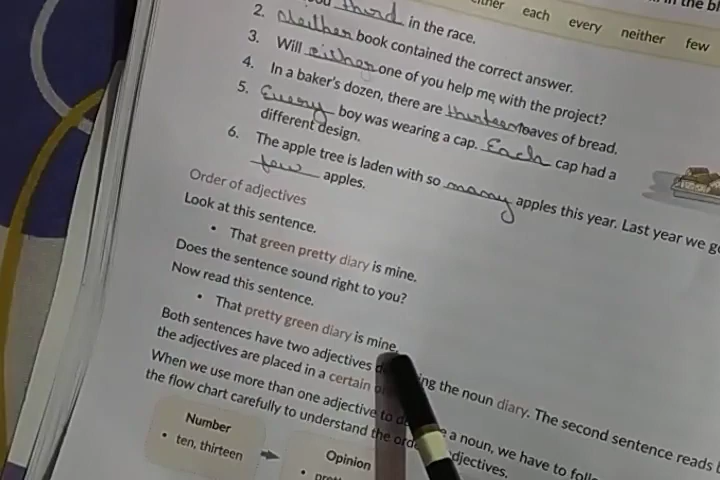 in the bl
either each every neither few
third in the race.
2. Neither book contained the correct answer.
3. Will either one of you help me with the project?
4. In a baker's dozen, there are thirteen loaves of bread.
5. Every boy was wearing a cap. Each cap had a
different design.
6. The apple tree is laden with so many apples this year. Last year we
few apples.
Order of adjectives
Look at this sentence.
• That green pretty diary is mine.
Does the sentence sound right to you?
Now read this sentence.
• That pretty green diary is mine.
Both sentences have two adjectives the noun diary. The second sentence reads
the adjectives are placed in a certain
When we use more than one adjective to a noun, we have to
the flow chart carefully to understand the adjectives.
Number
• ten, thirteen
Opinion